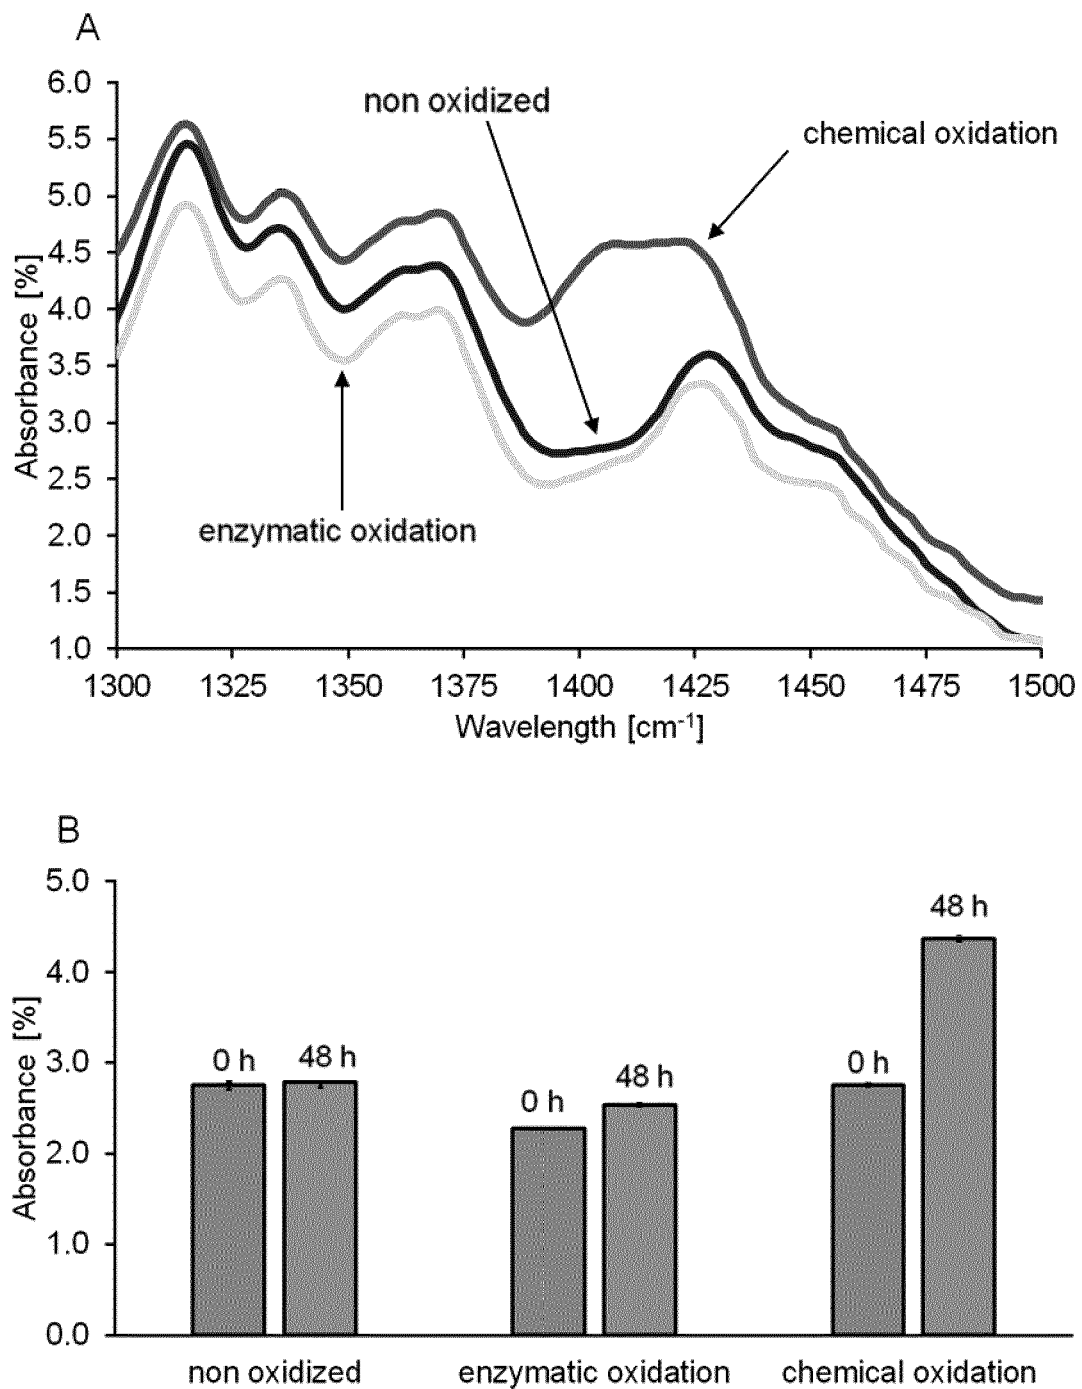 A
6.0
5.5
5.0
4.5
4.0
3.5
3.0
2.5
2.0
1.5
1.0
Absorbance [%]
non oxidized
chemical oxidation
enzymatic oxidation
1300 1325 1350 1375 1400 1425 1450 1475 1500
Wavelength [cm⁻¹]
B
5.0
4.0
3.0
2.0
1.0
0.0
Absorbance [%]
0 h 48 h
0 h 48 h
0 h 48 h
non oxidized enzymatic oxidation chemical oxidation